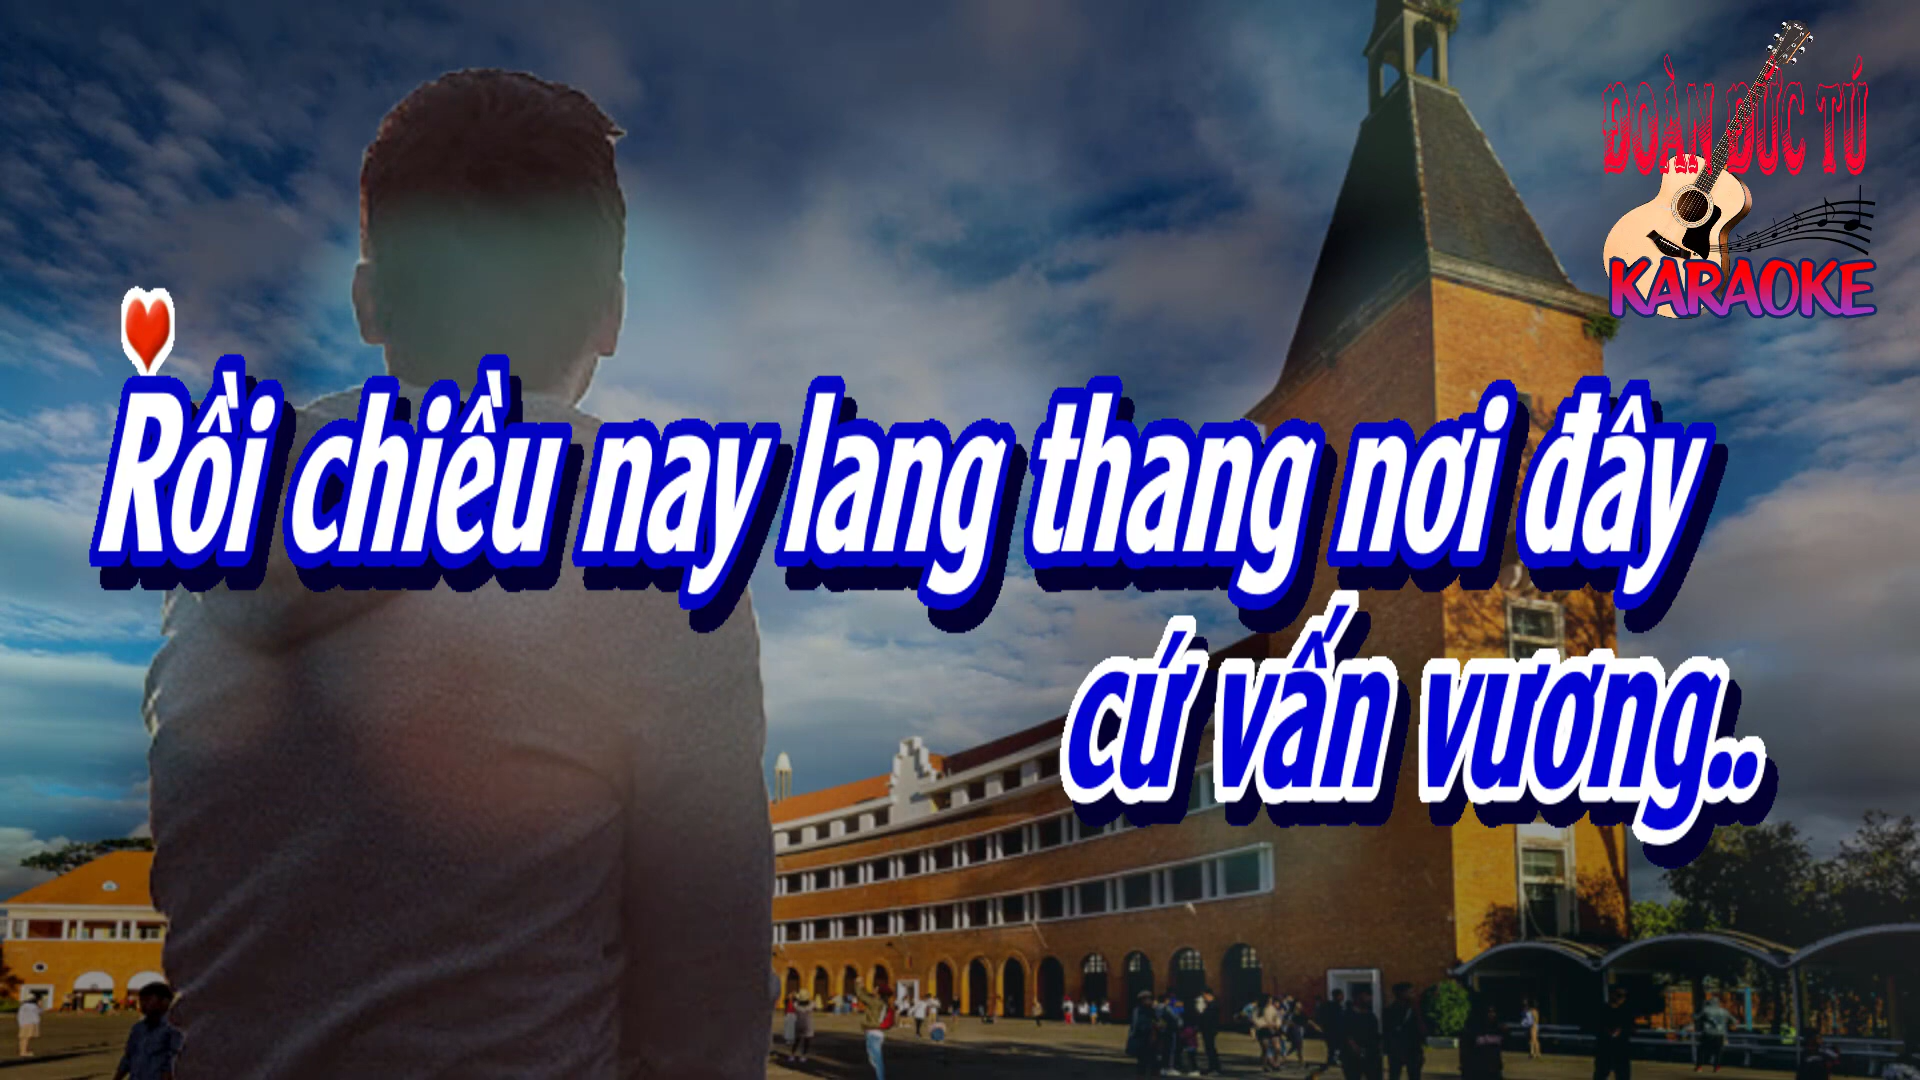 ĐOÀN ĐỨC TÚ
KARAOKE
Rồi chiều nay lang thang nơi đây
cứ vấn vương..